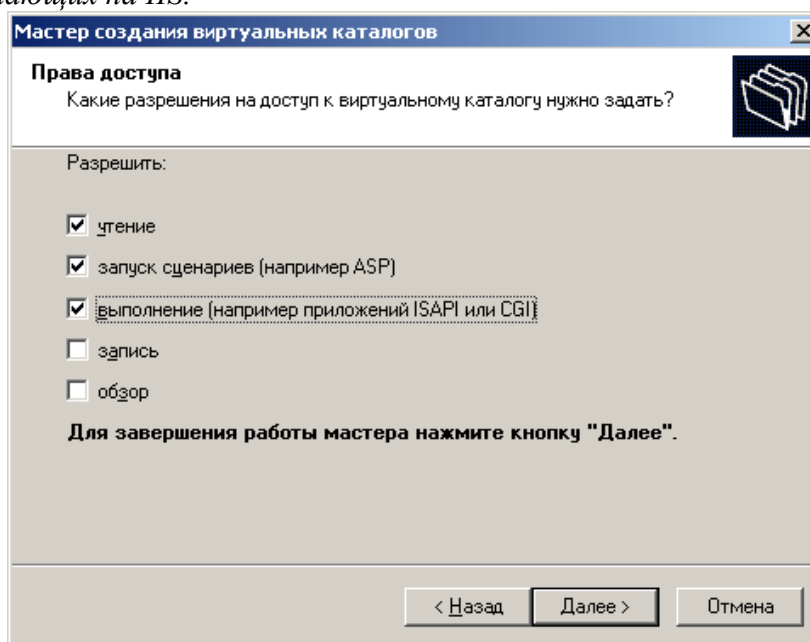 на IIS.
Мастер создания виртуальных каталогов
Права доступа
Какие разрешения на доступ к виртуальному каталогу нужно задать?
Разрешить:
чтение
запуск сценариев (например ASP)
выполнение (например приложений ISAPI или CGI)
запись
обзор
Для завершения работы мастера нажмите кнопку "Далее".
< Назад
Далее >
Отмена